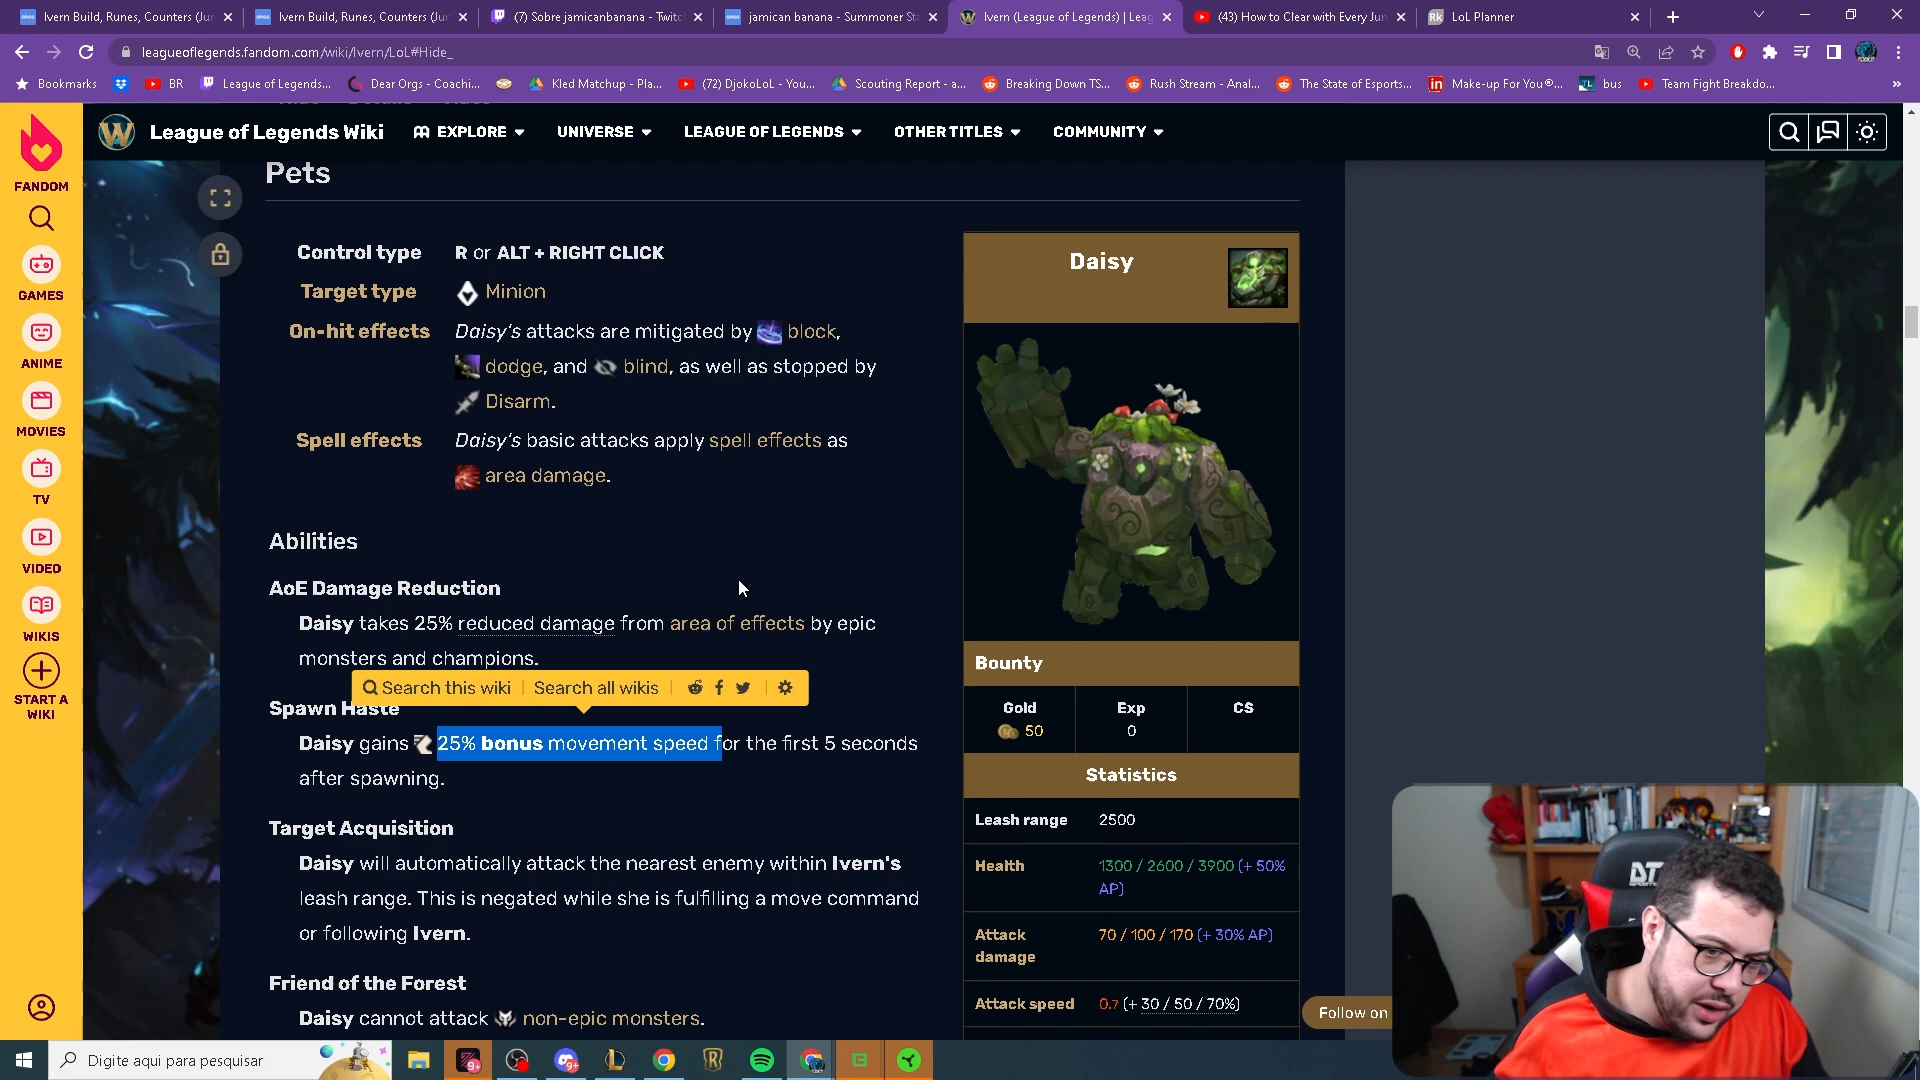 Ivern Build, Runes, Counters (Jun
Ivern Build, Runes, Counters (Jun
(7) Sobre jamicanbanana - Twitch
jamican banana - Summoner Sta
Ivern (League of Legends) | Leag
(43) How to Clear with Every Jun
LoL Planner
leagueoflegends.fandom.com/wiki/Ivern/LoL#Hide_
Bookmarks
BR
League of Legends...
Dear Orgs - Coachi...
Kled Matchup - Pla...
(72) DjokoLoL - You...
Scouting Report - a...
Breaking Down TS...
Rush Stream - Anal...
The State of Esports...
Make-up For You®...
bus
Team Fight Breakdo...
»
FANDOM
GAMES
ANIME
MOVIES
TV
VIDEO
WIKIS
START A
WIKI
League of Legends Wiki
EXPLORE
UNIVERSE
LEAGUE OF LEGENDS
OTHER TITLES
COMMUNITY
Pets
Control type R or ALT + RIGHT CLICK
Target type Minion
On-hit effects Daisy's attacks are mitigated by block,
dodge, and blind, as well as stopped by
Disarm.
Spell effects Daisy's basic attacks apply spell effects as
area damage.
Abilities
AoE Damage Reduction
Daisy takes 25% reduced damage from area of effects by epic
monsters and champions.
Search this wiki
Search all wikis
Spawn Haste
Daisy gains 25% bonus movement speed for the first 5 seconds
after spawning.
Target Acquisition
Daisy will automatically attack the nearest enemy within Ivern's
leash range. This is negated while she is fulfilling a move command
or following Ivern.
Friend of the Forest
Daisy cannot attack non-epic monsters.
Daisy
Bounty
Gold Exp CS
50 0
Statistics
Leash range 2500
Health 1300 / 2600 / 3900 (+ 50%
AP)
Attack 70 / 100 / 170 (+ 30% AP)
damage
Attack speed 0.7 (+ 30 / 50 / 70%)
Follow on
DT
Digite aqui para pesquisar
9+
9+